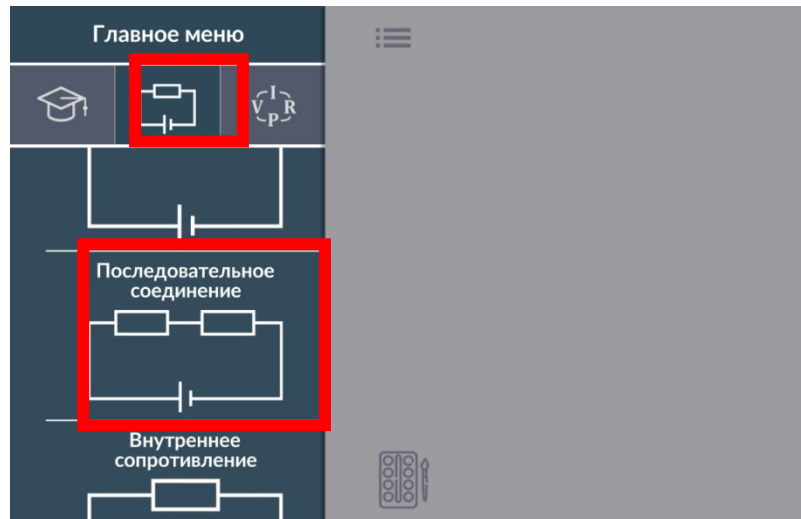 Главное меню
I
V R
P
Последовательное
соединение
Внутреннее
сопротивление